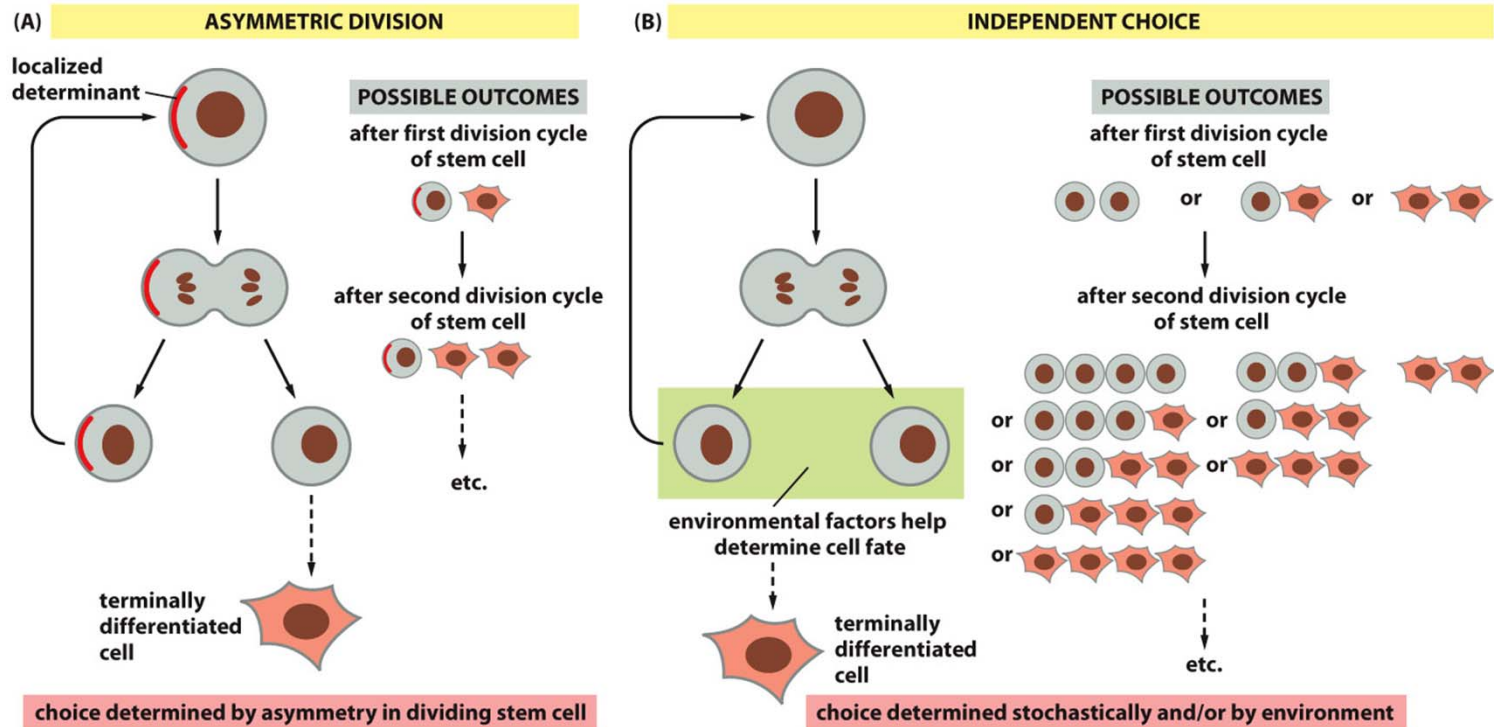 (A) ASYMMETRIC DIVISION
localized
determinant
POSSIBLE OUTCOMES
after first division cycle
of stem cell
after second division cycle
of stem cell
etc.
terminally
differentiated
cell
choice determined by asymmetry in dividing stem cell
(B) INDEPENDENT CHOICE
environmental factors help
determine cell fate
terminally
differentiated
cell
POSSIBLE OUTCOMES
after first division cycle
of stem cell
or or
after second division cycle
of stem cell
or or
or or
or
or
etc.
choice determined stochastically and/or by environment